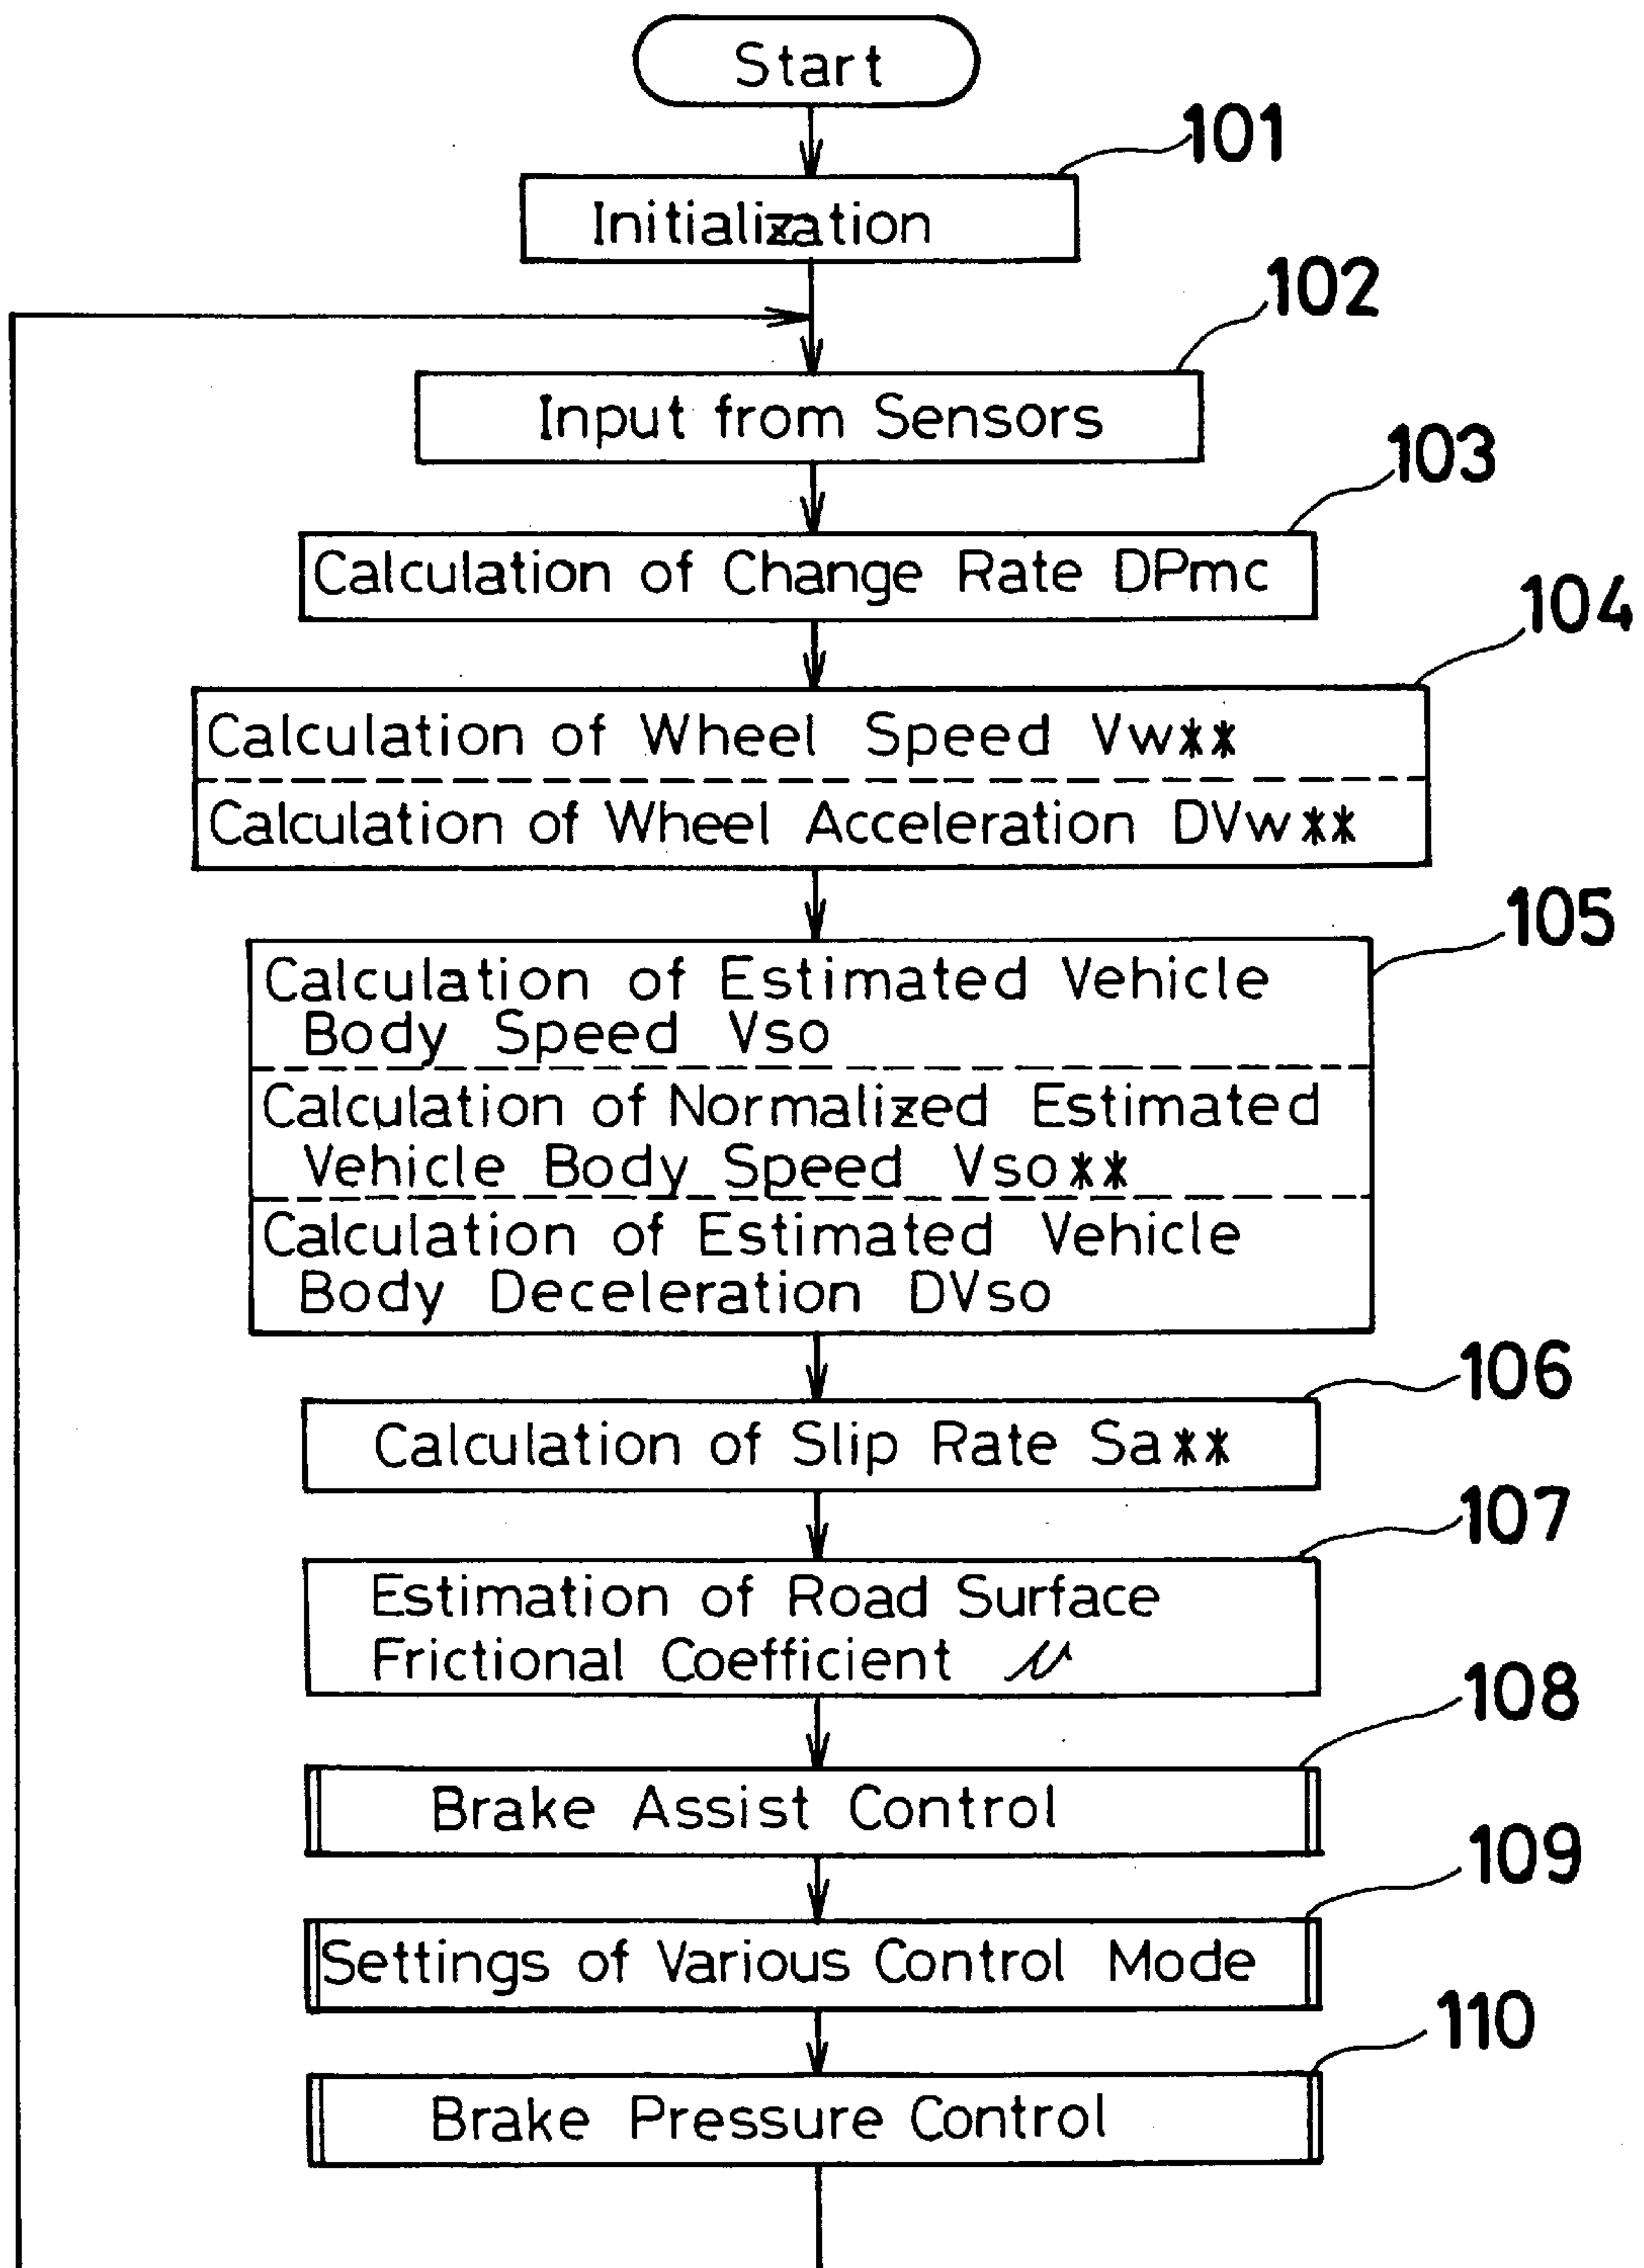 Start
101
Initialization
102
Input from Sensors
103
Calculation of Change Rate DPmc
104
Calculation of Wheel Speed Vw**
Calculation of Wheel Acceleration DVw**
105
Calculation of Estimated Vehicle
Body Speed Vso
Calculation of Normalized Estimated
Vehicle Body Speed Vso**
Calculation of Estimated Vehicle
Body Deceleration DVso
106
Calculation of Slip Rate Sa**
107
Estimation of Road Surface
Frictional Coefficient μ
108
Brake Assist Control
109
Settings of Various Control Mode
110
Brake Pressure Control